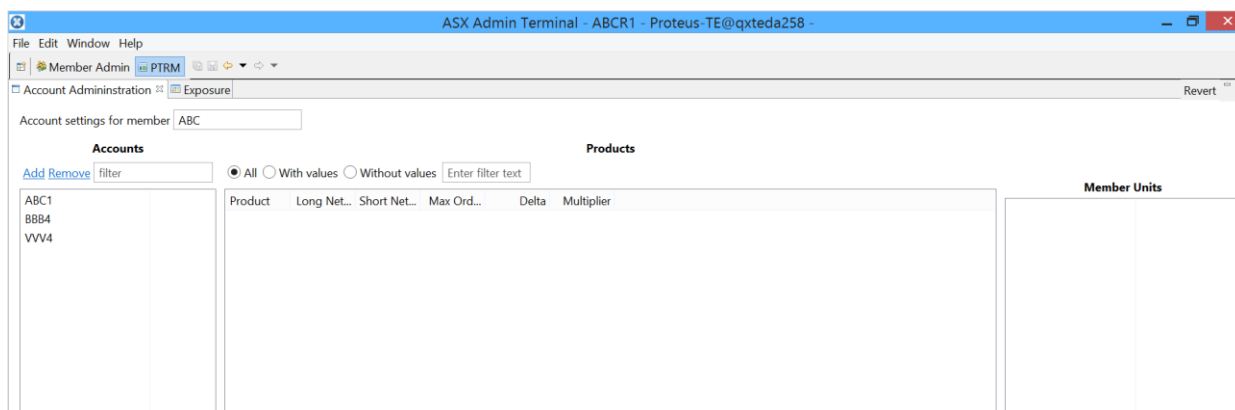 ASX Admin Terminal - ABCR1 - Proteus-TE@qxteda258 -
File Edit Window Help
Member Admin PTRM
Account Admininstration Exposure Revert
Account settings for member ABC
Accounts Products
Add Remove filter All With values Without values Enter filter text
Member Units
ABC1 Product Long Net... Short Net... Max Ord... Delta Multiplier
BBB4
VVV4